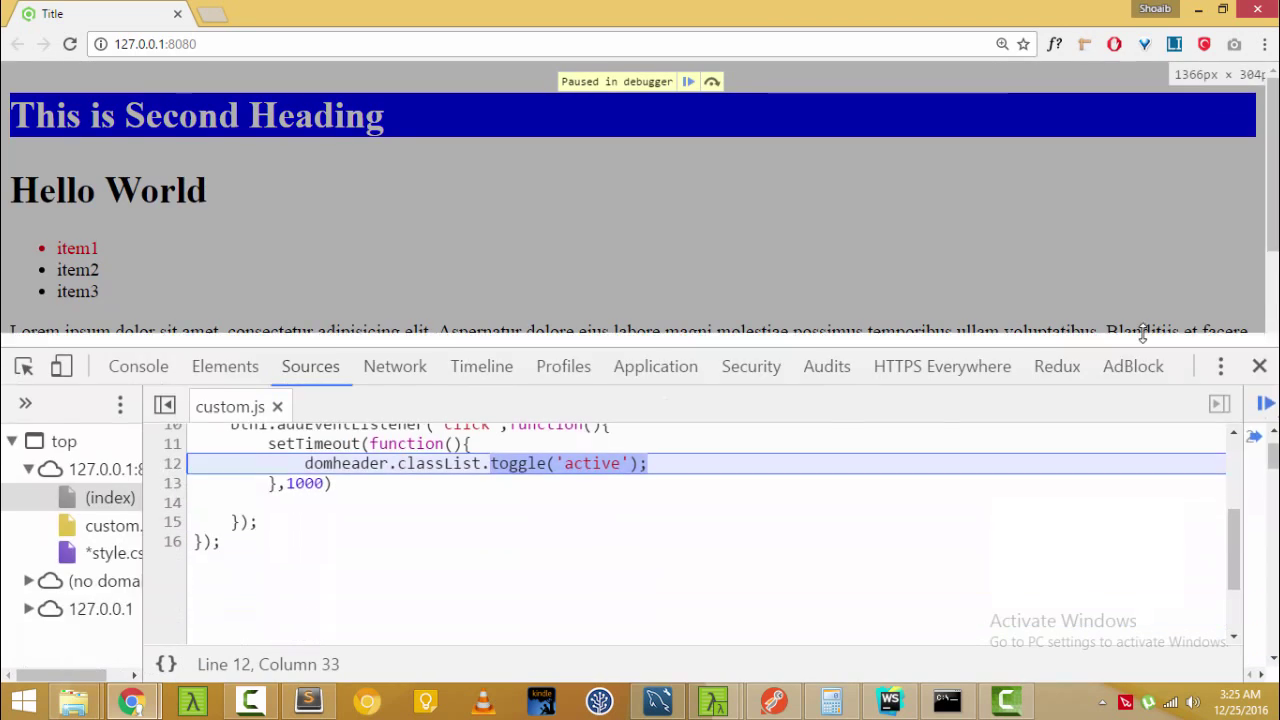 Title
Shoaib
127.0.0.1:8080
f?
LI
Paused in debugger
1366px x 304p
This is Second Heading
Hello World
item1
item2
item3
Lorem ipsum dolor sit amet, consectetur adipisicing elit. Aspernatur dolore eius labore magni molestiae possimus temporibus ullam voluptatibus. Blanditiis et facere
Console Elements Sources Network Timeline Profiles Application Security Audits HTTPS Everywhere Redux AdBlock
custom.js
top
127.0.0.1:8
(index)
custom.
*style.cs
(no doma
127.0.0.1
10 btn1.addEventListener('click',function(){
11 setTimeout(function(){
12 domheader.classList.toggle('active');
13 },1000)
14
15 });
16 });
Activate Windows
Go to PC settings to activate Windows.
{} Line 12, Column 33
kindle
WS
3:25 AM
12/25/2016